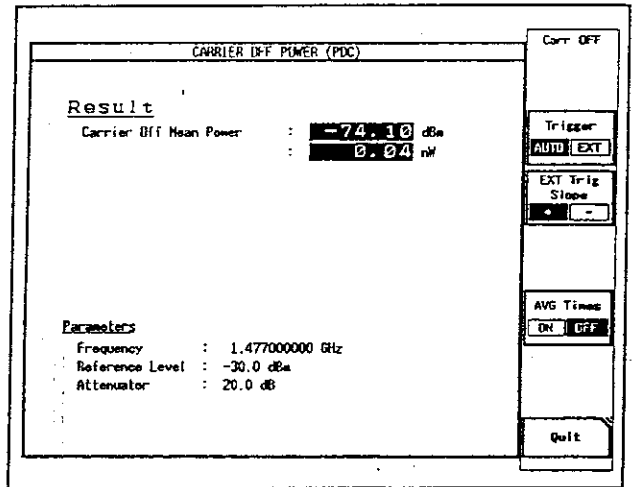 CARRIER OFF POWER (PDC)
Result
Carrier Off Mean Power : -74.10 dBm
: 0.04 nW
Parameters
Frequency : 1.477000000 GHz
Reference Level : -30.0 dBm
Attenuator : 20.0 dB
Carr OFF
Trigger
AUTO EXT
EXT Trig
Slope
+ -
AVG Times
ON OFF
Quit